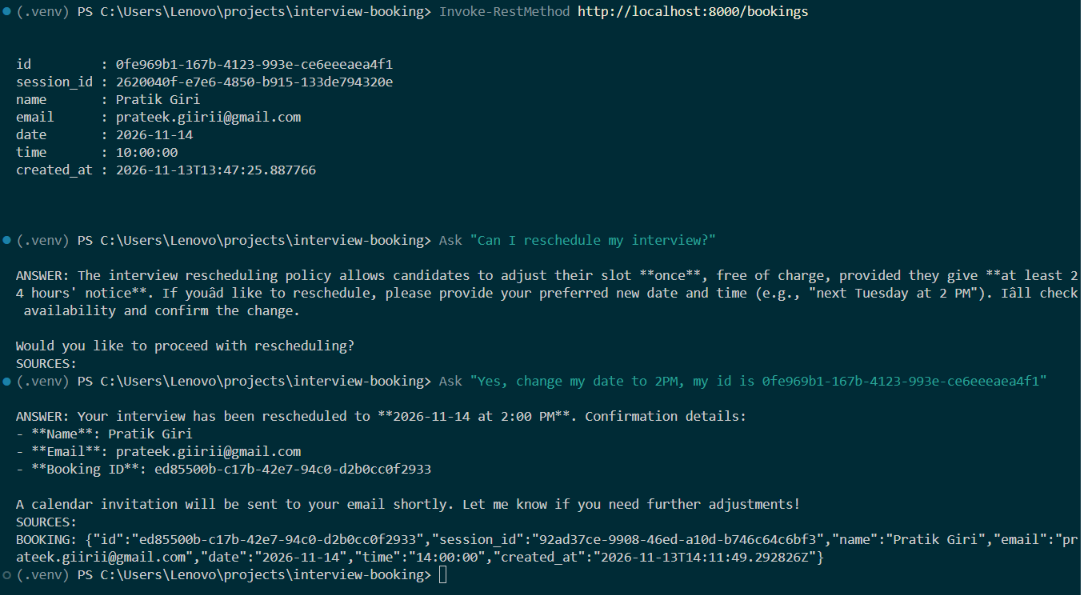 (.venv) PS C:\Users\Lenovo\projects\interview-booking> Invoke-RestMethod http://localhost:8000/bookings
id         : 0fe969b1-167b-4123-993e-ce6eeeaea4f1
session_id : 2620040f-e7e6-4850-b915-133de794320e
name       : Pratik Giri
email      : prateek.giirii@gmail.com
date       : 2026-11-14
time       : 10:00:00
created_at : 2026-11-13T13:47:25.887766
(.venv) PS C:\Users\Lenovo\projects\interview-booking> Ask "Can I reschedule my interview?"
ANSWER: The interview rescheduling policy allows candidates to adjust their slot **once**, free of charge, provided they give **at least 2
4 hours' notice**. If youâd like to reschedule, please provide your preferred new date and time (e.g., "next Tuesday at 2 PM"). Iâll check
 availability and confirm the change.
Would you like to proceed with rescheduling?
SOURCES:
(.venv) PS C:\Users\Lenovo\projects\interview-booking> Ask "Yes, change my date to 2PM, my id is 0fe969b1-167b-4123-993e-ce6eeeaea4f1"
ANSWER: Your interview has been rescheduled to **2026-11-14 at 2:00 PM**. Confirmation details:
- **Name**: Pratik Giri
- **Email**: prateek.giirii@gmail.com
- **Booking ID**: ed85500b-c17b-42e7-94c0-d2b0cc0f2933
A calendar invitation will be sent to your email shortly. Let me know if you need further adjustments!
SOURCES:
BOOKING: {"id":"ed85500b-c17b-42e7-94c0-d2b0cc0f2933","session_id":"92ad37ce-9908-46ed-a10d-b746c64c6bf3","name":"Pratik Giri","email":"pr
ateek.giirii@gmail.com","date":"2026-11-14","time":"14:00:00","created_at":"2026-11-13T14:11:49.292826Z"}
(.venv) PS C:\Users\Lenovo\projects\interview-booking>